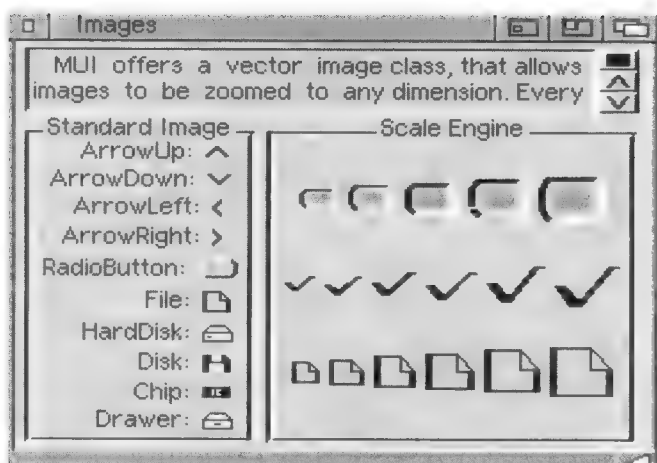 Images
MUI offers a vector image class, that allows
images to be zoomed to any dimension. Every
Standard Image
ArrowUp:
ArrowDown:
ArrowLeft:
ArrowRight:
RadioButton:
File:
HardDisk:
Disk:
Chip:
Drawer:
Scale Engine